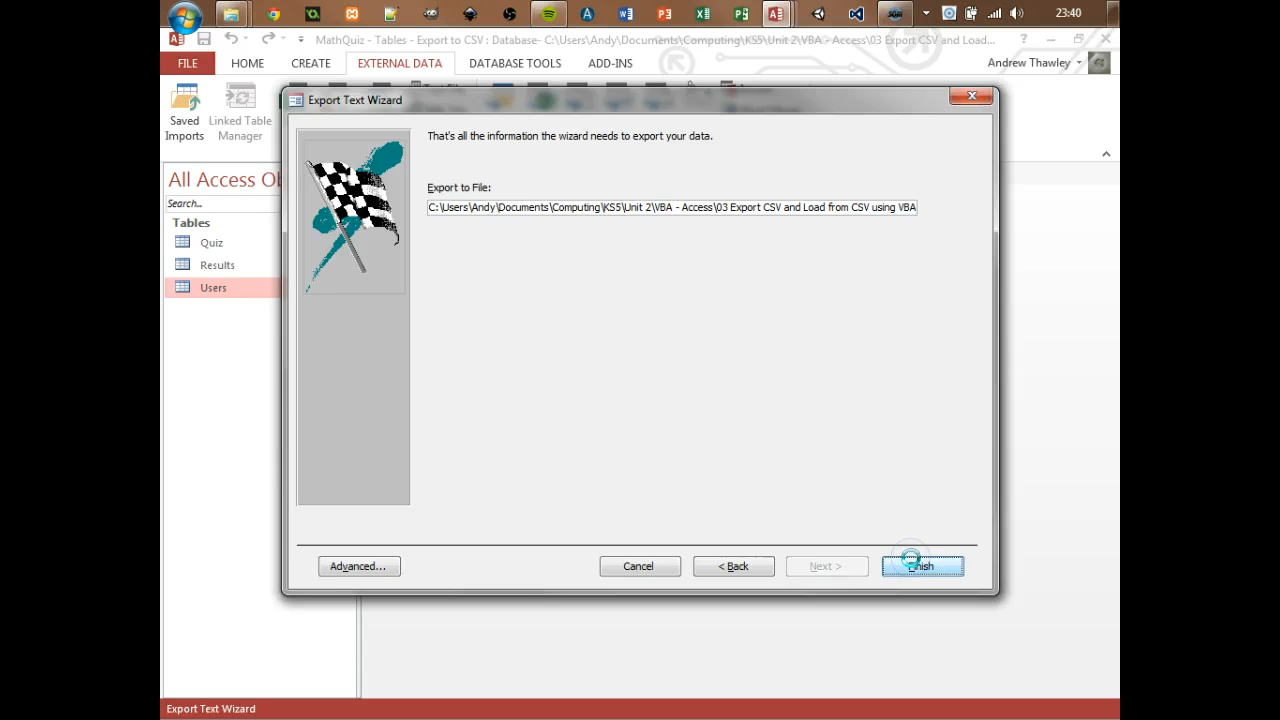 23:40
MathQuiz - Tables - Export to CSV : Database- C:\Users\Andy\Documents\Computing\KS5\Unit 2\VBA - Access\03 Export CSV and Load...
FILE HOME CREATE EXTERNAL DATA DATABASE TOOLS ADD-INS Andrew Thawley
Saved Imports
Linked Table Manager
Export Text Wizard
That's all the information the wizard needs to export your data.
Export to File:
C:\Users\Andy\Documents\Computing\KS5\Unit 2\VBA - Access\03 Export CSV and Load from CSV using VBA
All Access Ob
Search..
Tables
Quiz
Results
Users
Advanced... Cancel < Back Next > Finish
Export Text Wizard